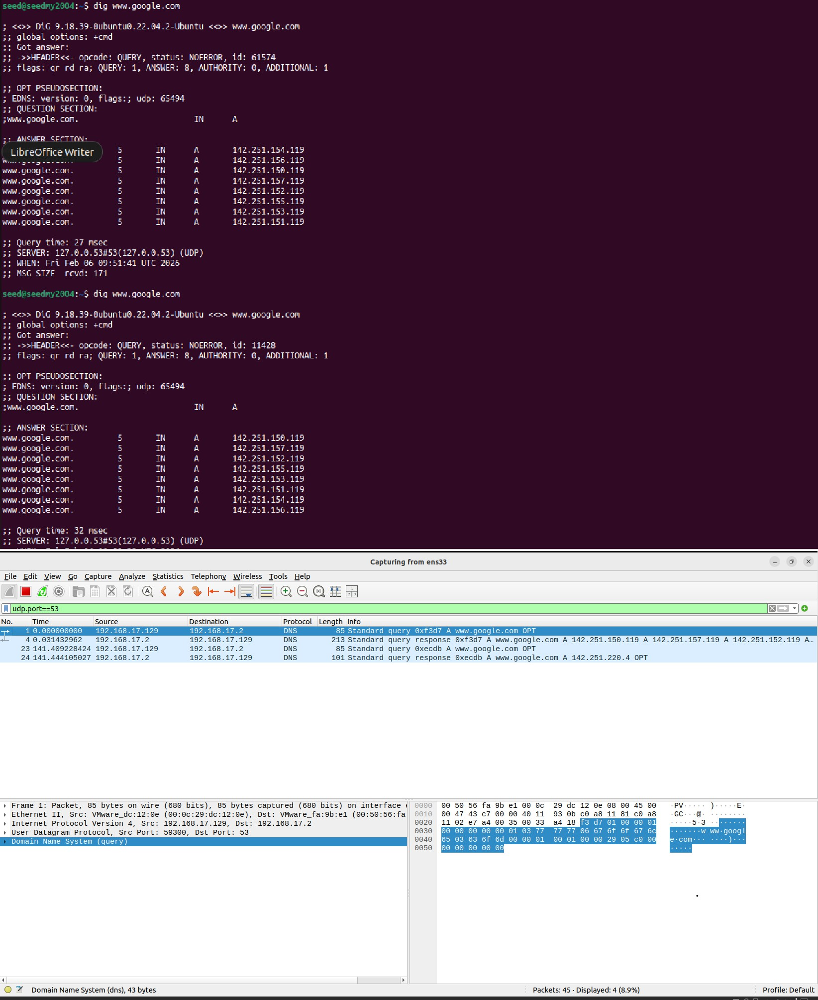 seed@seedmy2004:~$ dig www.google.com
; <<>> DiG 9.18.39-0ubuntu0.22.04.2-Ubuntu <<>> www.google.com
;; global options: +cmd
;; Got answer:
;; ->>HEADER<<- opcode: QUERY, status: NOERROR, id: 61574
;; flags: qr rd ra; QUERY: 1, ANSWER: 8, AUTHORITY: 0, ADDITIONAL: 1
;; OPT PSEUDOSECTION:
; EDNS: version: 0, flags:; udp: 65494
;; QUESTION SECTION:
;www.google.com. IN A
;; ANSWER SECTION:
LibreOffice Writer 5 IN A 142.251.154.119
www.google.com. 5 IN A 142.251.156.119
www.google.com. 5 IN A 142.251.150.119
www.google.com. 5 IN A 142.251.157.119
www.google.com. 5 IN A 142.251.152.119
www.google.com. 5 IN A 142.251.155.119
www.google.com. 5 IN A 142.251.153.119
www.google.com. 5 IN A 142.251.151.119
;; Query time: 27 msec
;; SERVER: 127.0.0.53#53(127.0.0.53) (UDP)
;; WHEN: Fri Feb 06 09:51:41 UTC 2026
;; MSG SIZE rcvd: 171
seed@seedmy2004:~$ dig www.google.com
; <<>> DiG 9.18.39-0ubuntu0.22.04.2-Ubuntu <<>> www.google.com
;; global options: +cmd
;; Got answer:
;; ->>HEADER<<- opcode: QUERY, status: NOERROR, id: 11428
;; flags: qr rd ra; QUERY: 1, ANSWER: 8, AUTHORITY: 0, ADDITIONAL: 1
;; OPT PSEUDOSECTION:
; EDNS: version: 0, flags:; udp: 65494
;; QUESTION SECTION:
;www.google.com. IN A
;; ANSWER SECTION:
www.google.com. 5 IN A 142.251.150.119
www.google.com. 5 IN A 142.251.157.119
www.google.com. 5 IN A 142.251.152.119
www.google.com. 5 IN A 142.251.155.119
www.google.com. 5 IN A 142.251.153.119
www.google.com. 5 IN A 142.251.151.119
www.google.com. 5 IN A 142.251.154.119
www.google.com. 5 IN A 142.251.156.119
;; Query time: 32 msec
;; SERVER: 127.0.0.53#53(127.0.0.53) (UDP)
Capturing from ens33
File Edit View Go Capture Analyze Statistics Telephony Wireless Tools Help
udp.port==53
No. Time Source Destination Protocol Length Info
1 0.000000000 192.168.17.129 192.168.17.2 DNS 85 Standard query 0xf3d7 A www.google.com OPT
4 0.031432962 192.168.17.2 192.168.17.129 DNS 213 Standard query response 0xf3d7 A www.google.com A 142.251.150.119 A 142.251.157.119 A 142.251.152.119 A…
23 141.409228424 192.168.17.129 192.168.17.2 DNS 85 Standard query 0xecdb A www.google.com OPT
24 141.444105027 192.168.17.2 192.168.17.129 DNS 101 Standard query response 0xecdb A www.google.com A 142.251.220.4 OPT
Frame 1: Packet, 85 bytes on wire (680 bits), 85 bytes captured (680 bits) on interface
Ethernet II, Src: VMware_dc:12:0e (00:0c:29:dc:12:0e), Dst: VMware_fa:9b:e1 (00:50:56:fa
Internet Protocol Version 4, Src: 192.168.17.129, Dst: 192.168.17.2
User Datagram Protocol, Src Port: 59300, Dst Port: 53
Domain Name System (query)
0000 00 50 56 fa 9b e1 00 0c 29 dc 12 0e 08 00 45 00 ·PV·····)·····E·
0010 00 47 43 c7 00 00 40 11 93 0b c0 a8 11 81 c0 a8 ·GC···@·········
0020 11 02 e7 a4 00 35 00 33 a4 18 f3 d7 01 00 00 01 ·····5·3········
0030 00 00 00 00 00 01 03 77 77 77 06 67 6f 6f 67 6c ·······w ww·googl
0040 65 03 63 6f 6d 00 00 01 00 01 00 00 29 05 c0 00 e·com·······)···
0050 00 00 00 00 00 ·····
Domain Name System (dns), 43 bytes
Packets: 45 · Displayed: 4 (8.9%)
Profile: Default